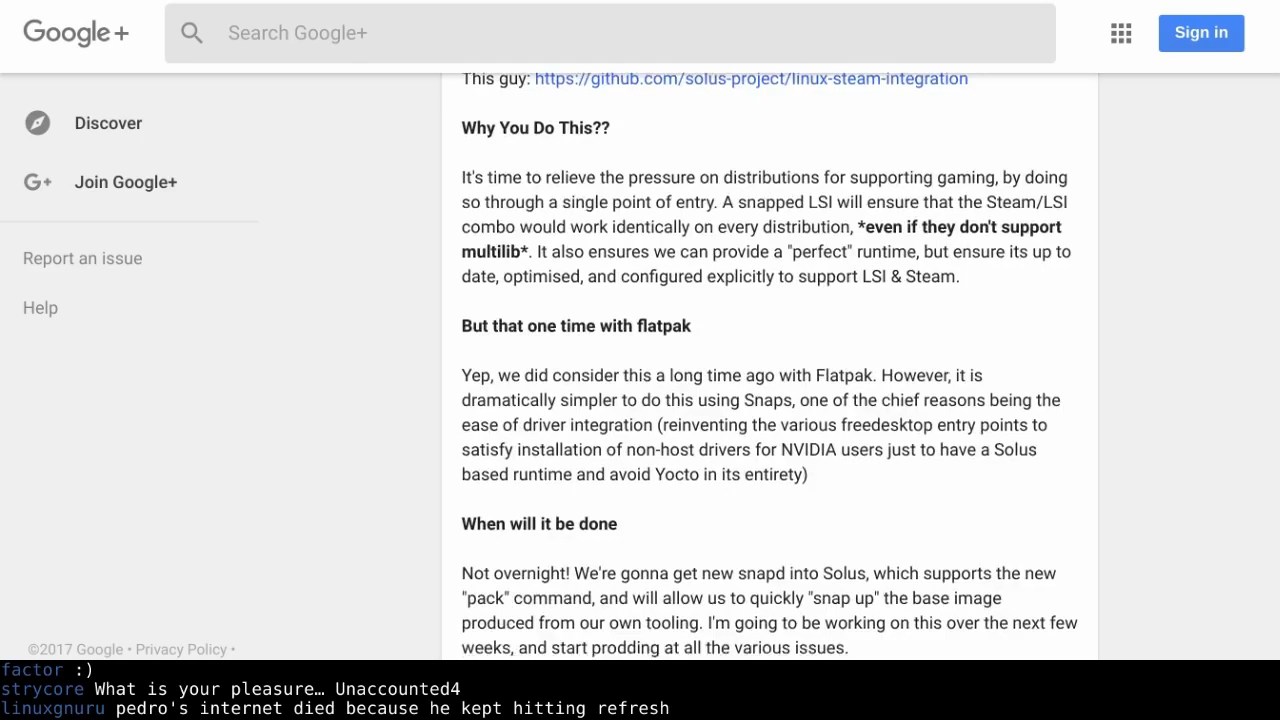 Google+
Search Google+
Sign in
Discover
Join Google+
Report an issue
Help
©2017 Google • Privacy Policy •
This guy: https://github.com/solus-project/linux-steam-integration
Why You Do This??
It's time to relieve the pressure on distributions for supporting gaming, by doing
so through a single point of entry. A snapped LSI will ensure that the Steam/LSI
combo would work identically on every distribution, *even if they don't support
multilib*. It also ensures we can provide a "perfect" runtime, but ensure its up to
date, optimised, and configured explicitly to support LSI & Steam.
But that one time with flatpak
Yep, we did consider this a long time ago with Flatpak. However, it is
dramatically simpler to do this using Snaps, one of the chief reasons being the
ease of driver integration (reinventing the various freedesktop entry points to
satisfy installation of non-host drivers for NVIDIA users just to have a Solus
based runtime and avoid Yocto in its entirety)
When will it be done
Not overnight! We're gonna get new snapd into Solus, which supports the new
"pack" command, and will allow us to quickly "snap up" the base image
produced from our own tooling. I'm going to be working on this over the next few
weeks, and start prodding at all the various issues.
factor :)
strycore What is your pleasure… Unaccounted4
linuxgnuru pedro's internet died because he kept hitting refresh